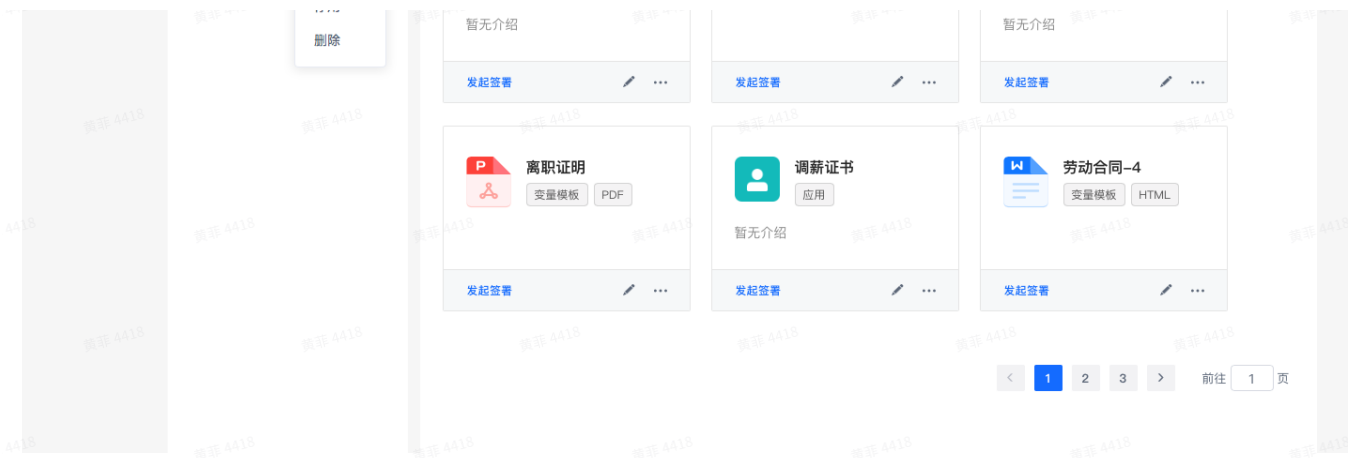 删除
暂无介绍
暂无介绍
发起签署
发起签署
发起签署
离职证明
变量模板 PDF
调薪证书
应用
暂无介绍
劳动合同-4
变量模板 HTML
发起签署
发起签署
发起签署
1 2 3 前往 1 页
黄菲 4418